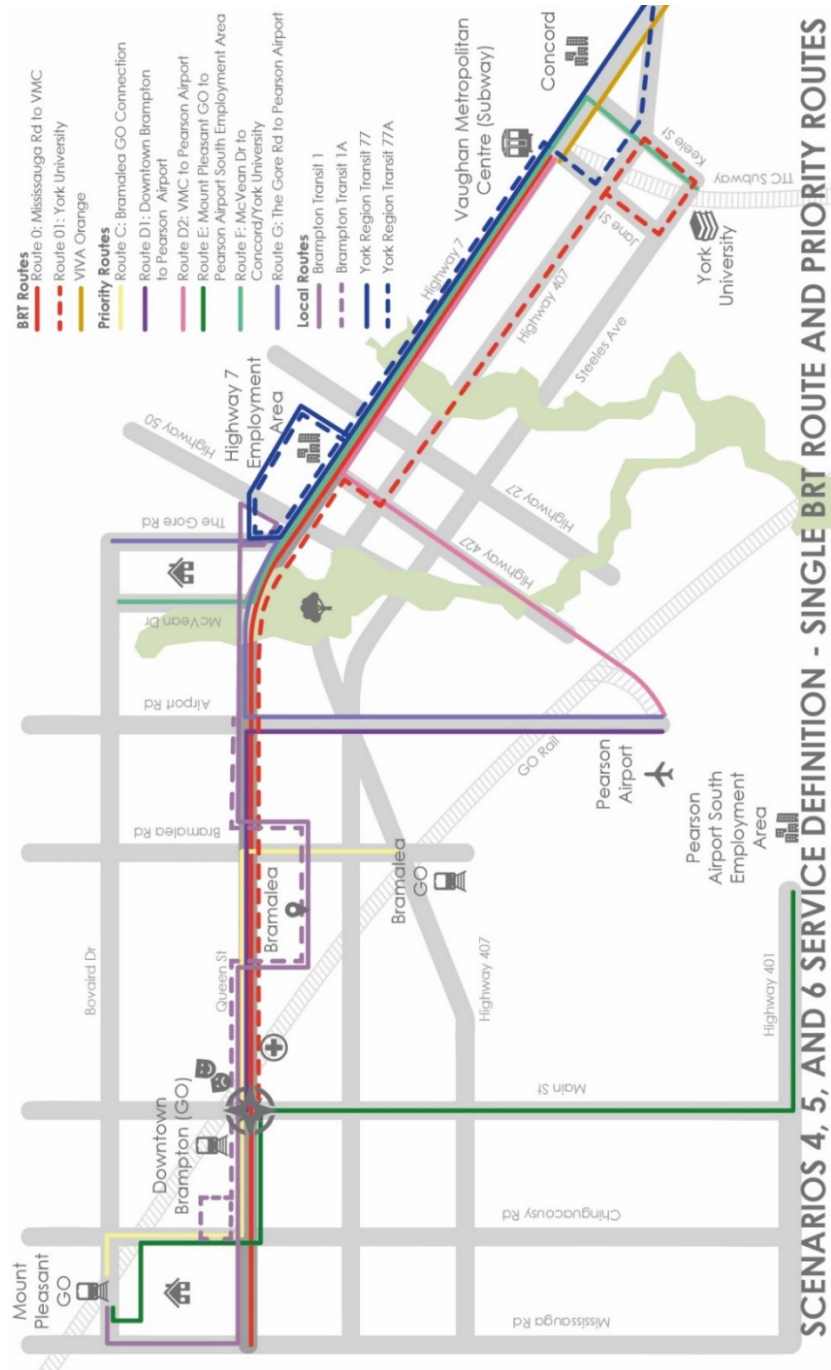 BRT Routes
Route 0: Mississauga Rd to VMC
Route 01: York University
VIVA Orange
Priority Routes
Route C: Bramalea GO Connection
Route D1: Downtown Brampton
to Pearson Airport
Route D2: VMC to Pearson Airport
Route E: Mount Pleasant GO to
Pearson Airport South Employment Area
Route F: McVean Dr to
Concord/York University
Route G: The Gore Rd to Pearson Airport
Local Routes
Brampton Transit 1
Brampton Transit 1A
York Region Transit 77
York Region Transit 77A
Mount
Pleasant
GO
Downtown
Brampton (GO)
Bovaird Dr
Queen St
Bramalea
Bramalea
GO
Bramalea Rd
Airport Rd
McVean Dr
The Gore Rd
Highway 50
Highway 7
Employment
Area
Highway 7
Vaughan Metropolitan
Centre (Subway)
Concord
Keele St
TTC Subway
Jane St
York
University
Highway 407
Steeles Ave
Highway 27
Highway 427
GO Rail
Pearson
Airport
Pearson
Airport South
Employment
Area
Highway 407
Highway 401
Main St
Chinguacousy Rd
Mississauga Rd
SCENARIOS 4, 5, AND 6 SERVICE DEFINITION - SINGLE BRT ROUTE AND PRIORITY ROUTES